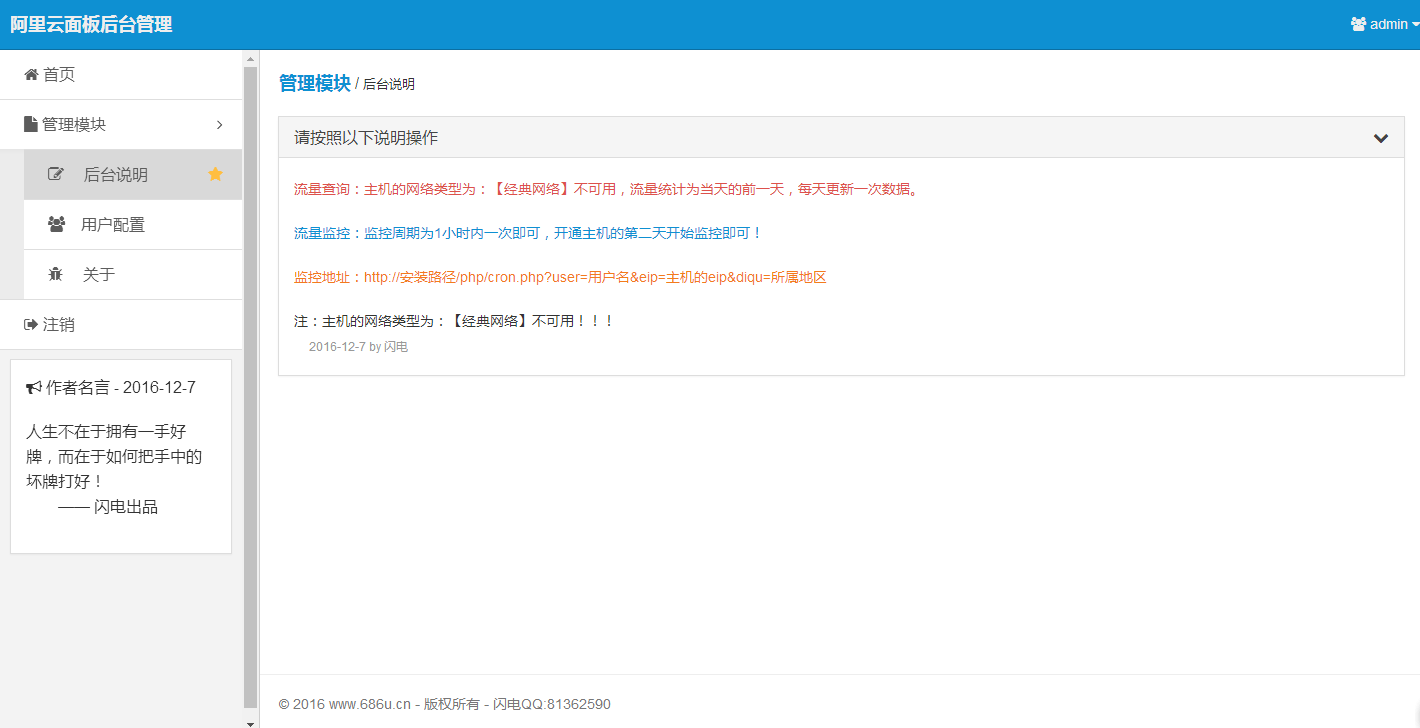 阿里云面板后台管理
admin
首页
管理模块
后台说明
用户配置
关于
注销
作者名言 - 2016-12-7
人生不在于拥有一手好
牌，而在于如何把手中的
坏牌打好！
—— 闪电出品
管理模块 / 后台说明
请按照以下说明操作
流量查询：主机的网络类型为：【经典网络】不可用，流量统计为当天的前一天，每天更新一次数据。
流量监控：监控周期为1小时内一次即可，开通主机的第二天开始监控即可！
监控地址：http://安装路径/php/cron.php?user=用户名&eip=主机的eip&diqu=所属地区
注：主机的网络类型为：【经典网络】不可用！！！
2016-12-7 by 闪电
© 2016 www.686u.cn - 版权所有 - 闪电QQ:81362590